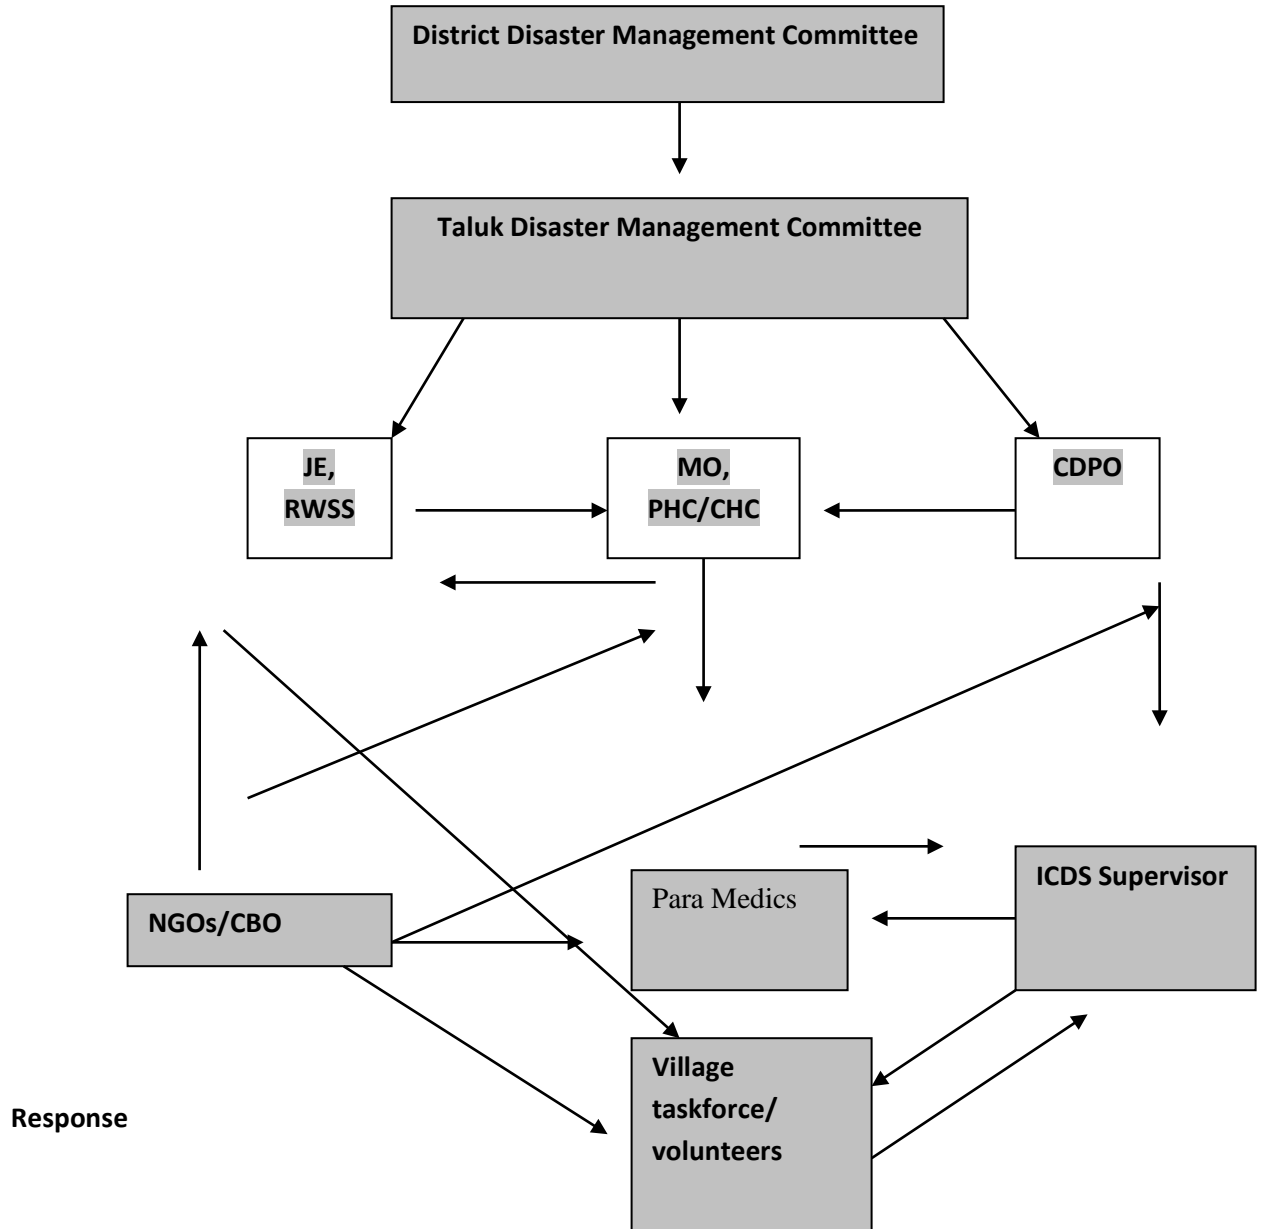 District Disaster Management Committee
Taluk Disaster Management Committee
JE,
RWSS
MO,
PHC/CHC
CDPO
NGOs/CBO
Para Medics
ICDS Supervisor
Village
taskforce/
volunteers
Response